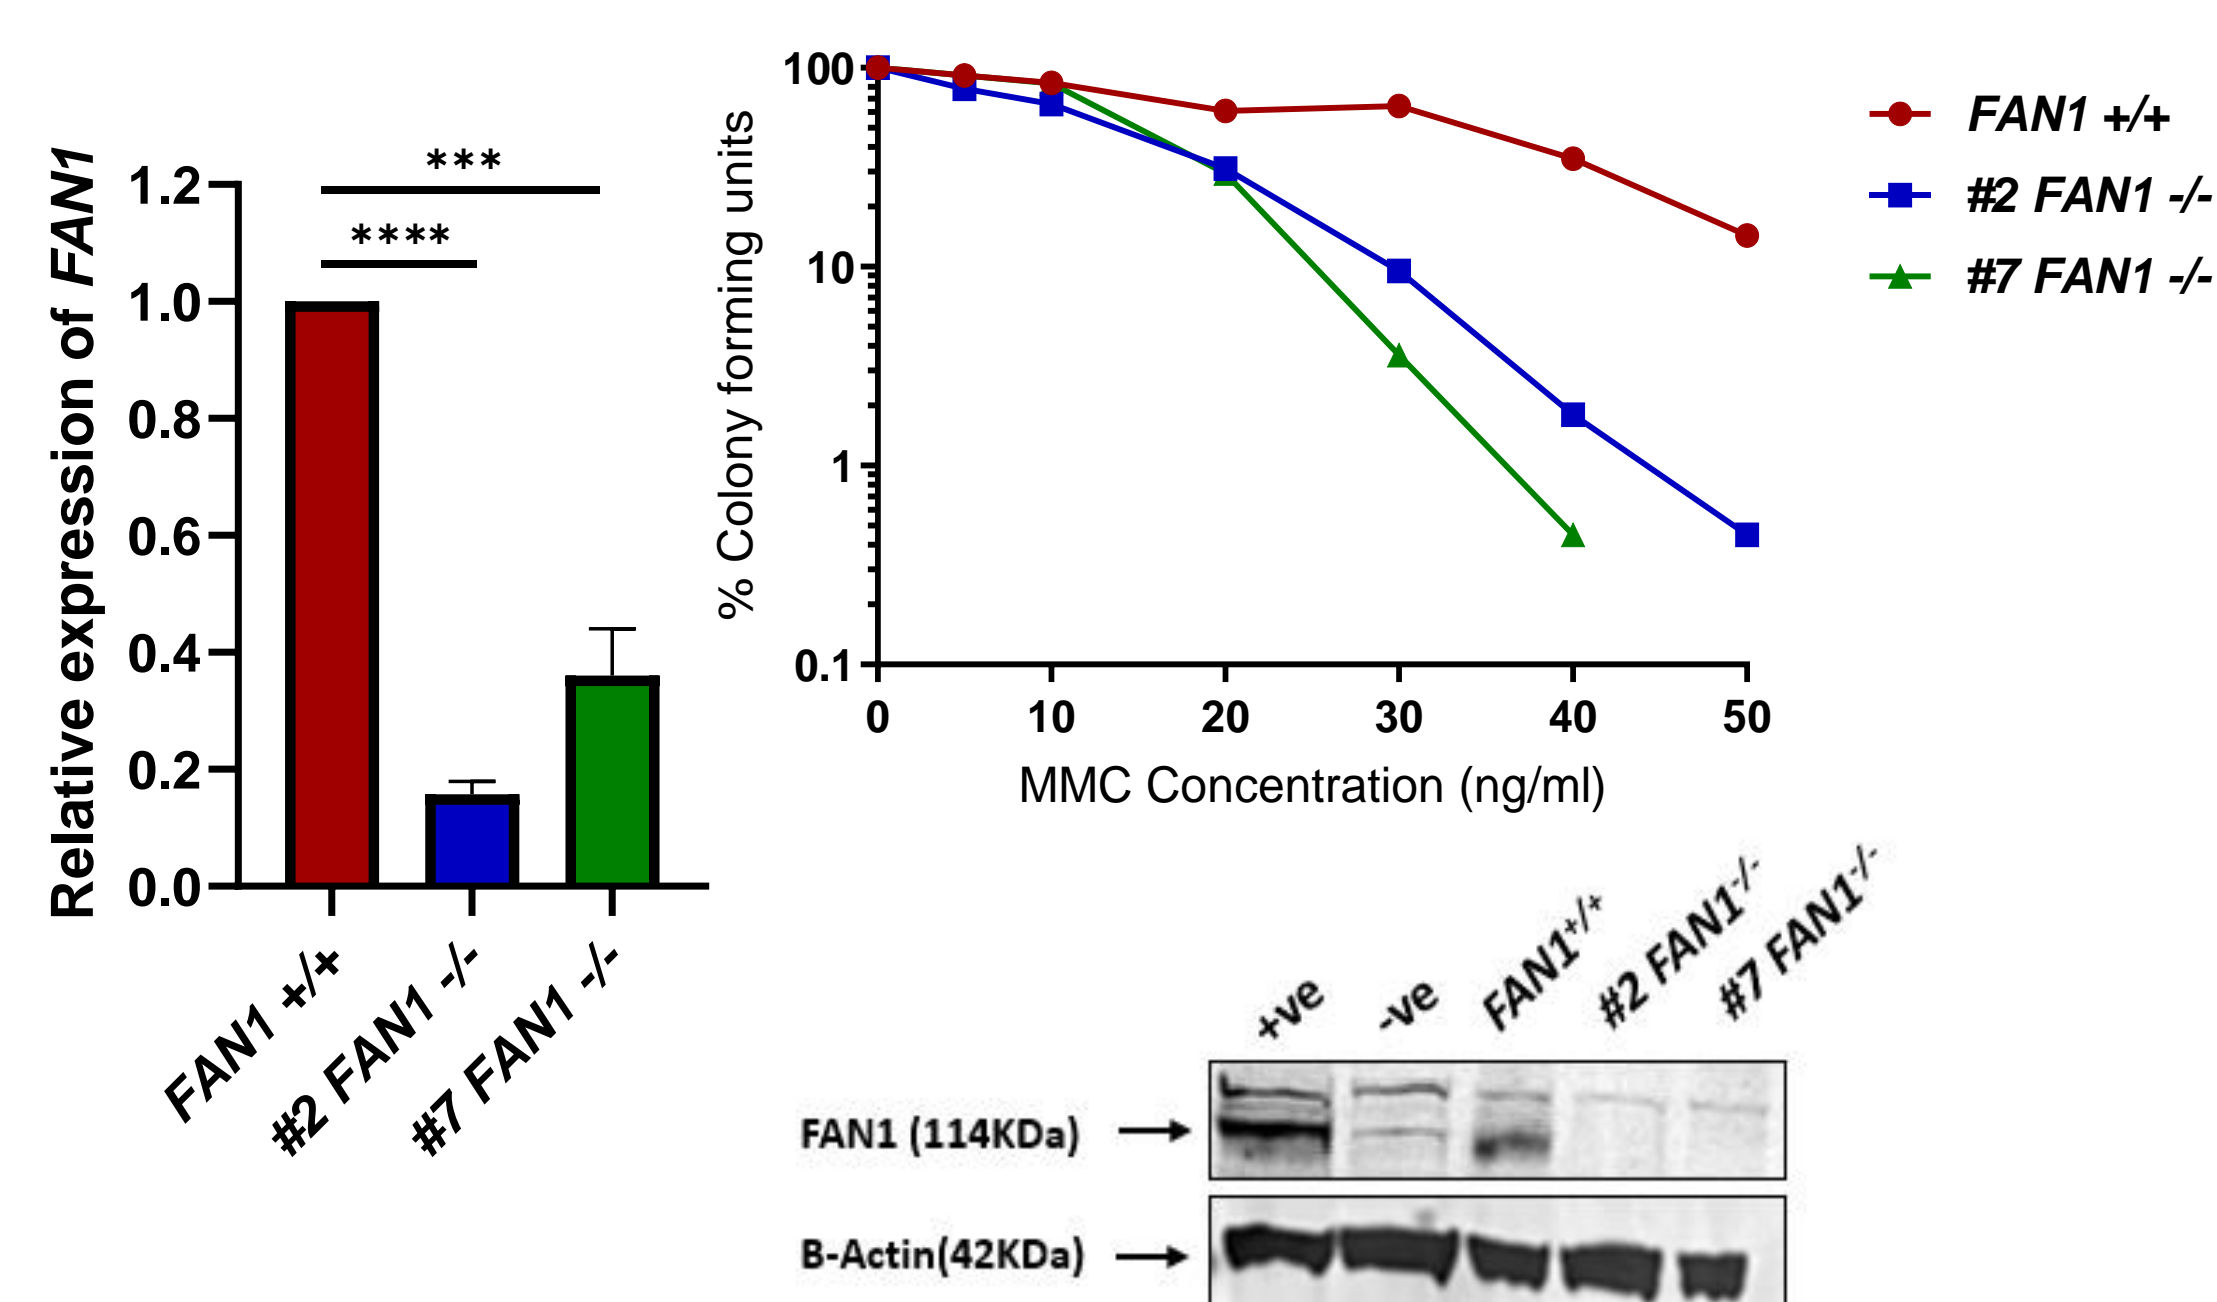 Relative expression of FAN1
1.2
1.0
0.8
0.6
0.4
0.2
0.0
***
****
FAN1 +/+
#2 FAN1 -/-
#7 FAN1 -/-
% Colony forming units
100
10
1
0.1
0 10 20 30 40 50
MMC Concentration (ng/ml)
FAN1 +/+
#2 FAN1 -/-
#7 FAN1 -/-
+ve -ve FAN1+/+ #2 FAN1-/- #7 FAN1-/-
FAN1 (114KDa)
B-Actin(42KDa)